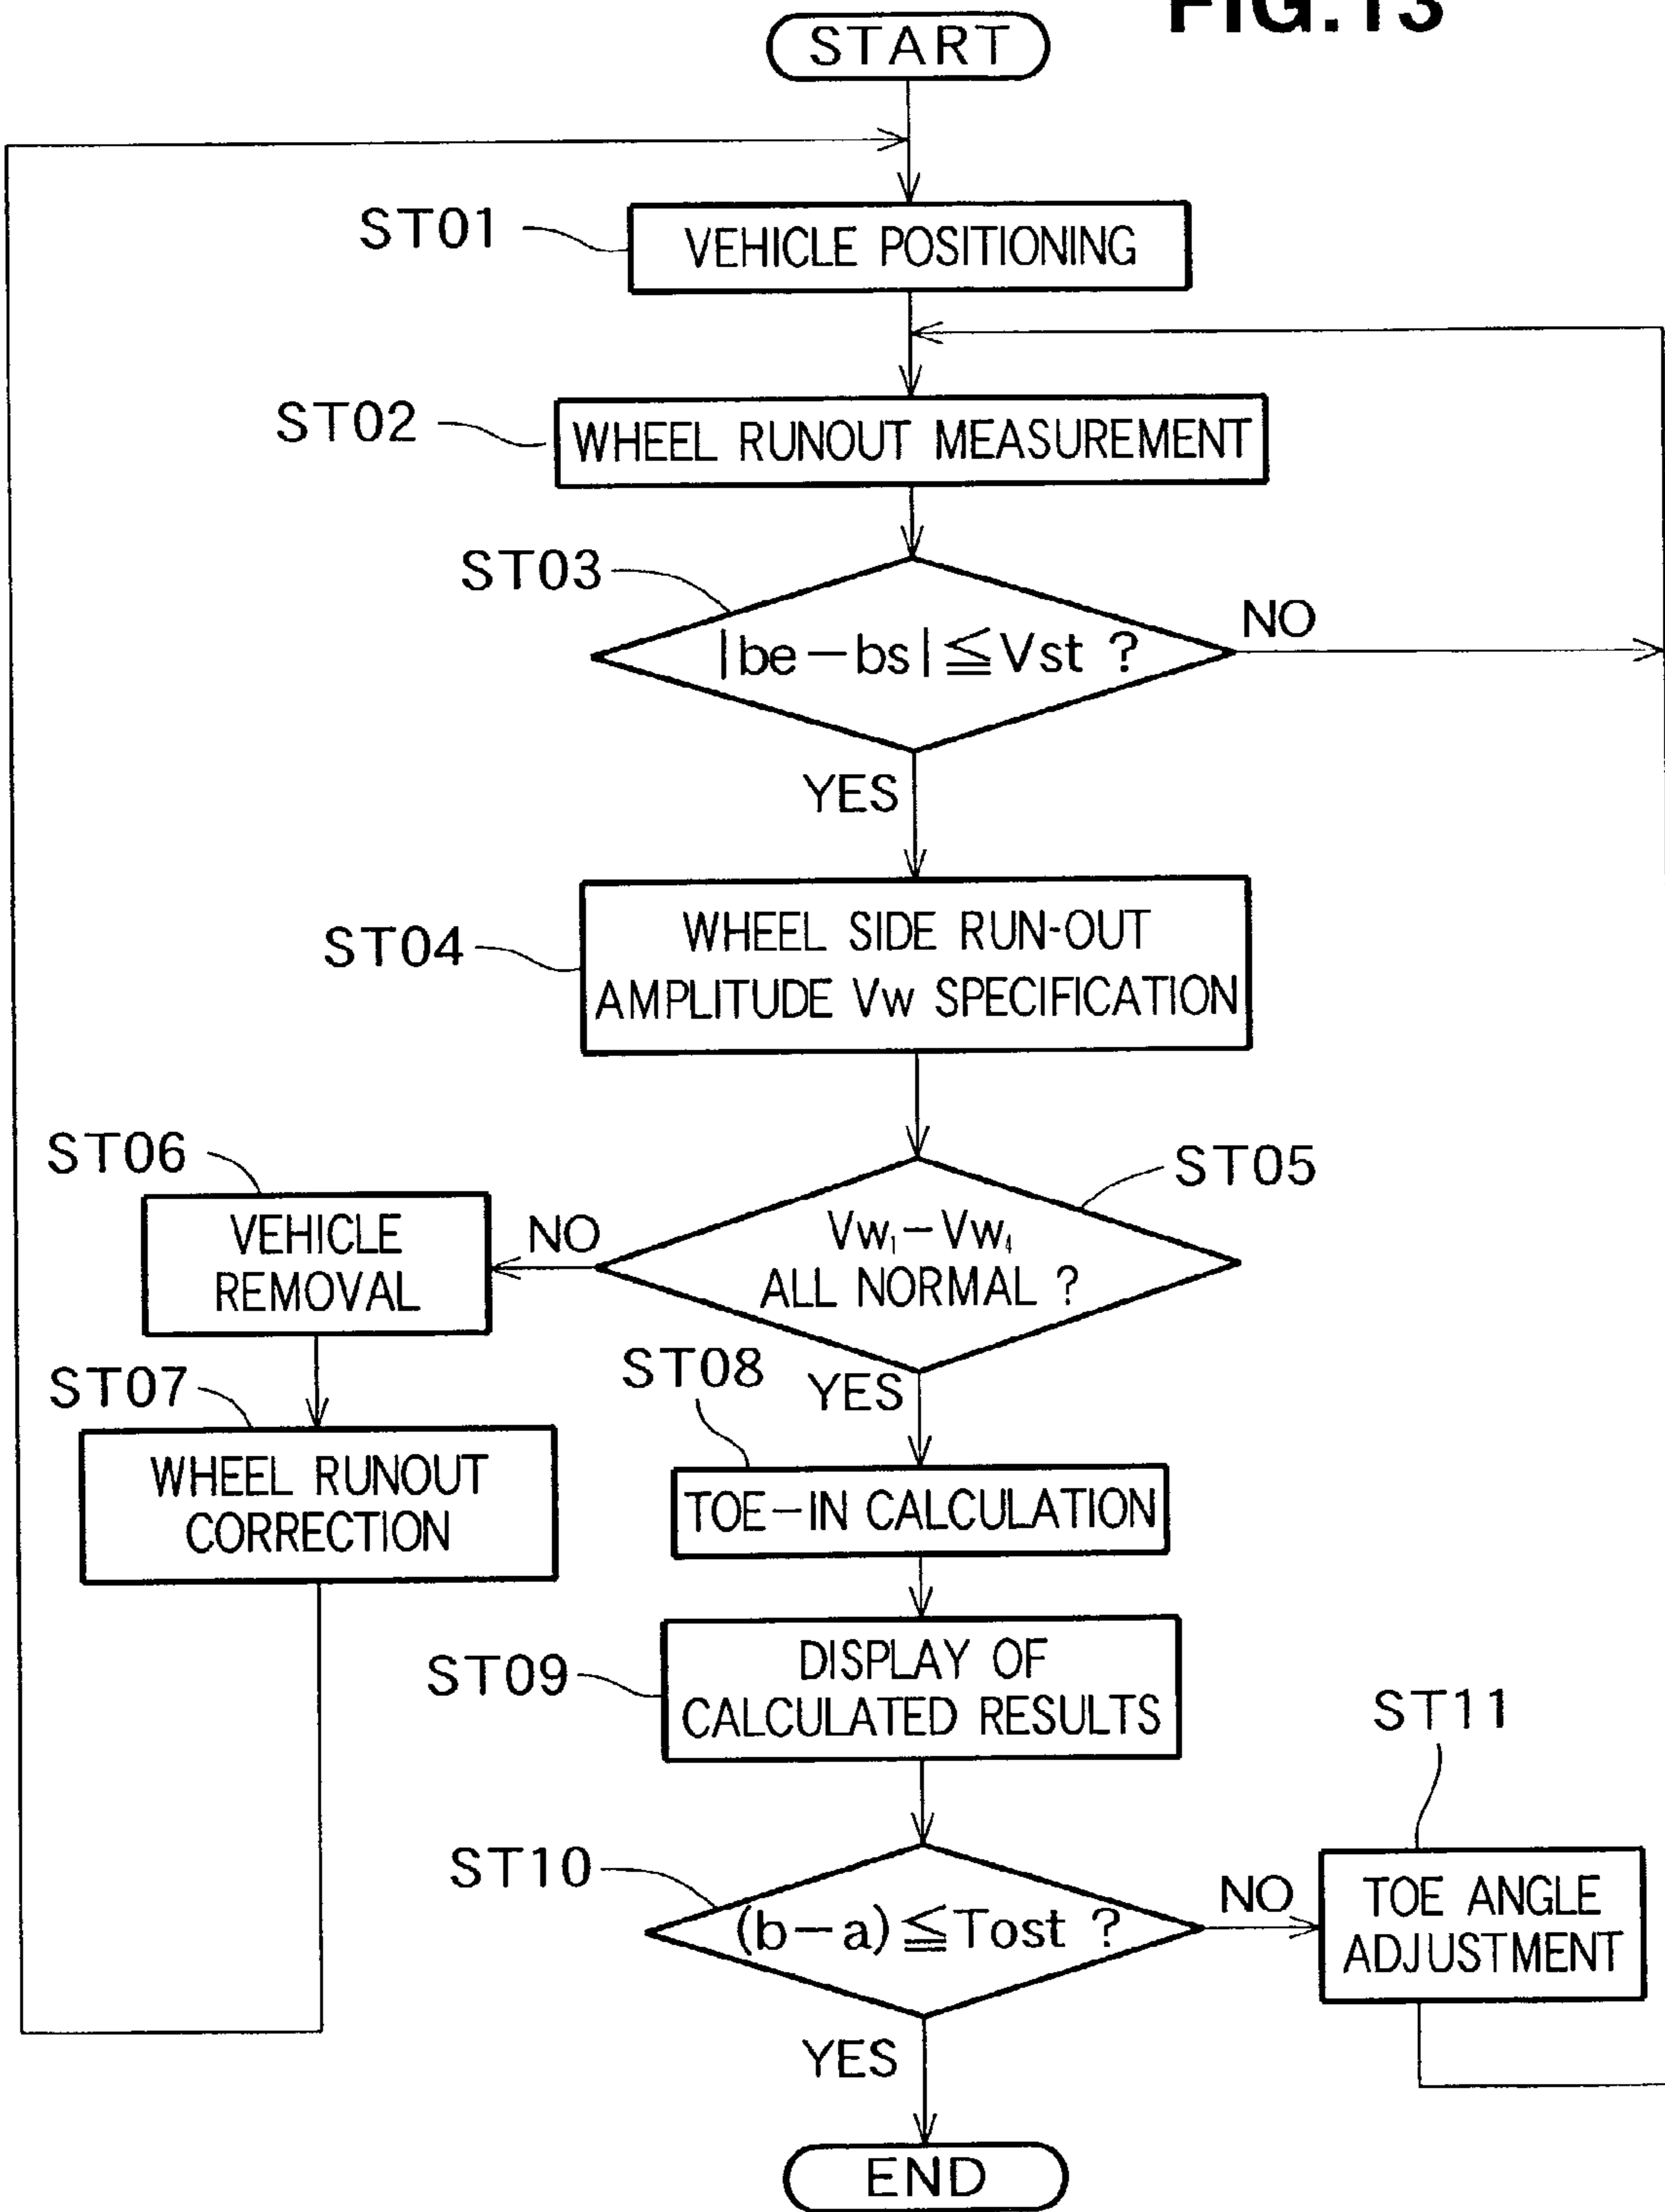 FIG.13
START
ST01
VEHICLE POSITIONING
ST02
WHEEL RUNOUT MEASUREMENT
ST03
|be-bs|≦Vst ?
NO
YES
ST04
WHEEL SIDE RUN-OUT
AMPLITUDE Vw SPECIFICATION
ST05
Vw₁-Vw₄
ALL NORMAL ?
NO
ST06
VEHICLE
REMOVAL
ST07
WHEEL RUNOUT
CORRECTION
YES
ST08
TOE-IN CALCULATION
ST09
DISPLAY OF
CALCULATED RESULTS
ST10
(b-a)≦Tost ?
NO
ST11
TOE ANGLE
ADJUSTMENT
YES
END